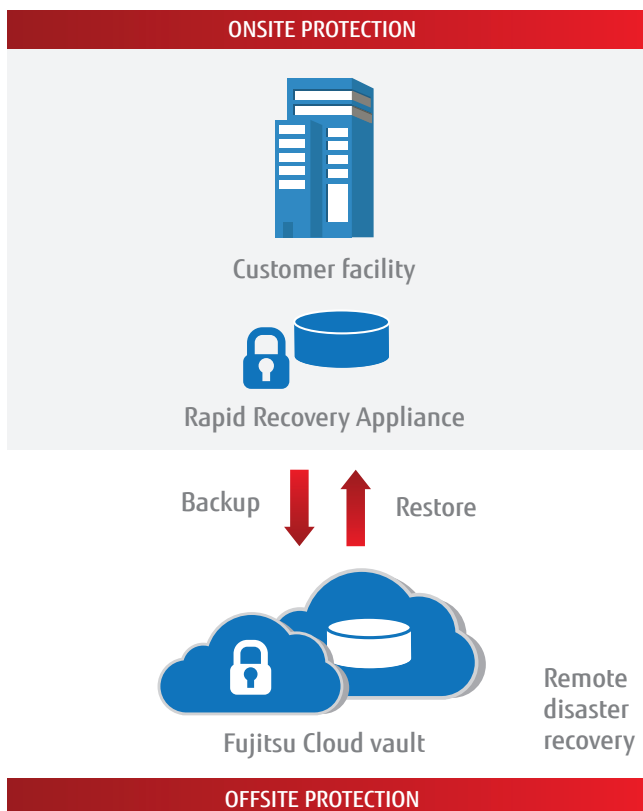 ONSITE PROTECTION
Customer facility
Rapid Recovery Appliance
Backup
Restore
Fujitsu Cloud vault
Remote
disaster
recovery
OFFSITE PROTECTION